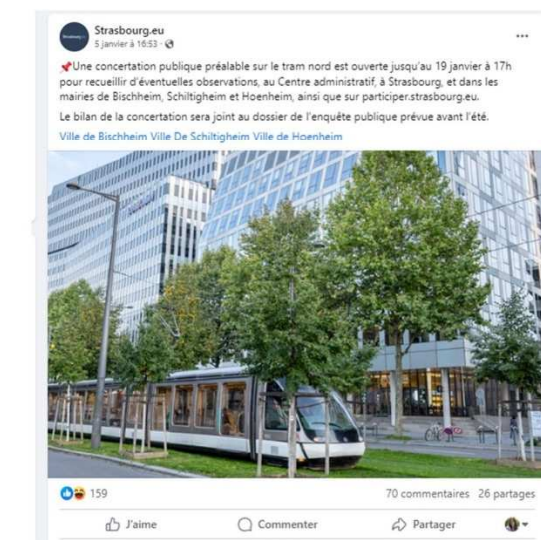 Strasbourg.eu
5 janvier à 16:53 ·
📌Une concertation publique préalable sur le tram nord est ouverte jusqu'au 19 janvier à 17h
pour recueillir d'éventuelles observations, au Centre administratif, à Strasbourg, et dans les
mairies de Bischheim, Schiltigheim et Hoenheim, ainsi que sur participer.strasbourg.eu.
Le bilan de la concertation sera joint au dossier de l'enquête publique prévue avant l'été.
Ville de Bischheim Ville De Schiltigheim Ville de Hoenheim
159
70 commentaires 26 partages
J'aime
Commenter
Partager